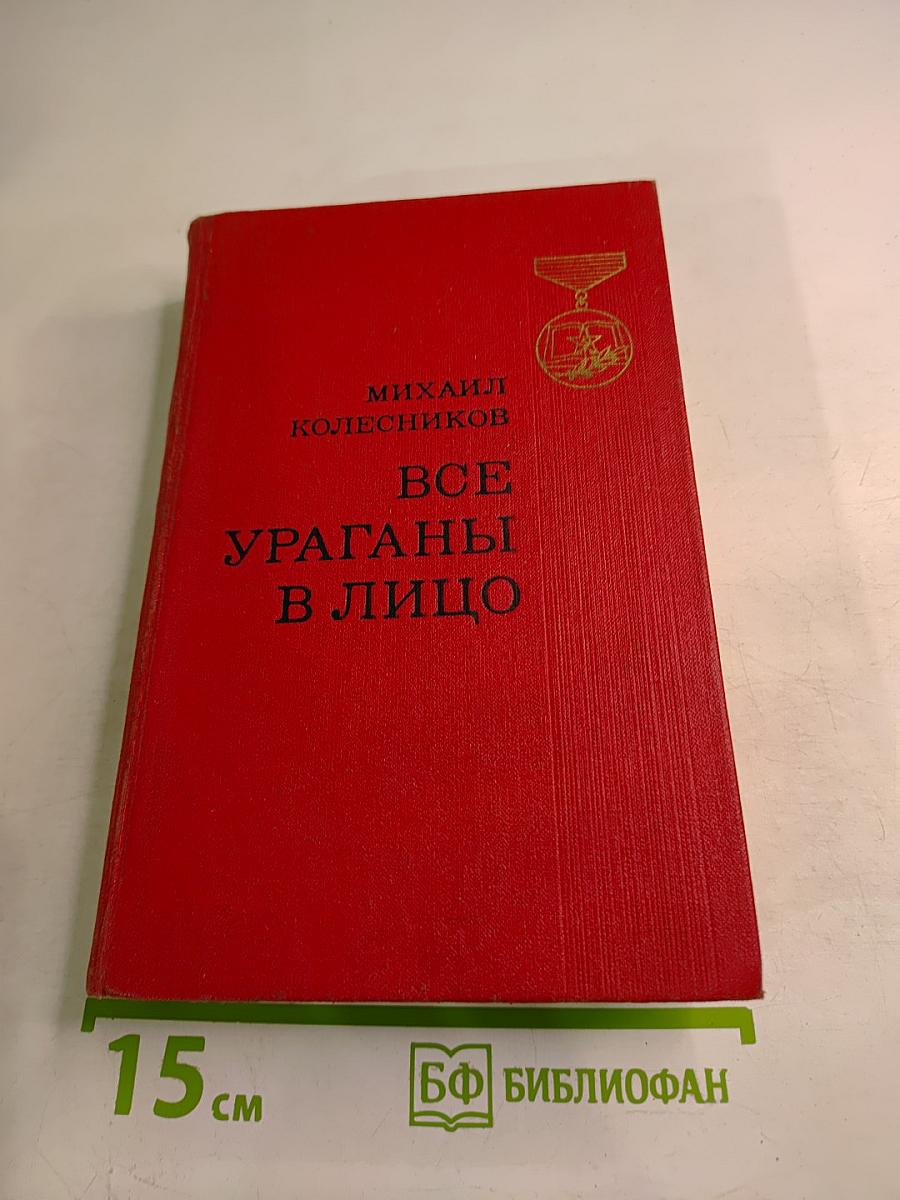 МИХАИЛ
КОЛЕСНИКОВ
ВСЕ
УРАГАНЫ
В ЛИЦО
15 см
БФ БИБЛИОФАН